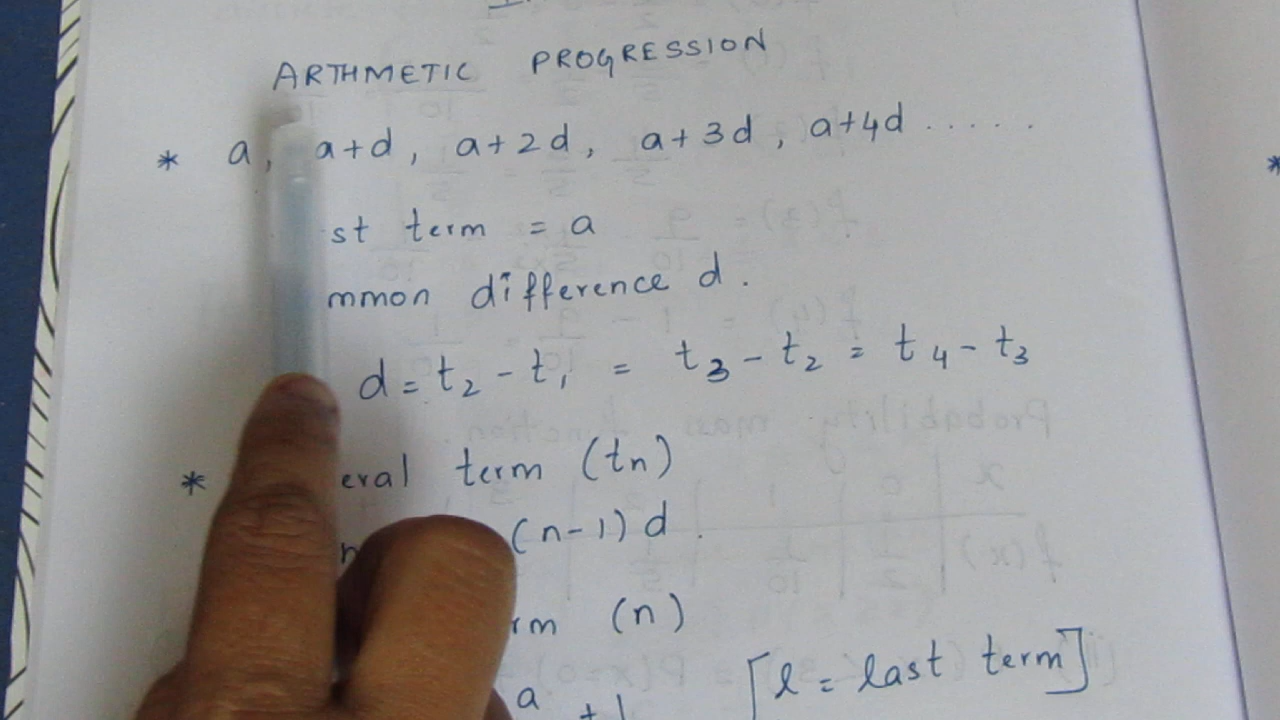 ARTHMETIC PROGRESSION
* a, a+d, a+2d, a+3d, a+4d .....
st term = a
mmon difference d.
d = t₂ - t₁ = t₃ - t₂ = t₄ - t₃
* eral term (tn)
(n-1) d.
rm (n)
a + 1 [l = last term]